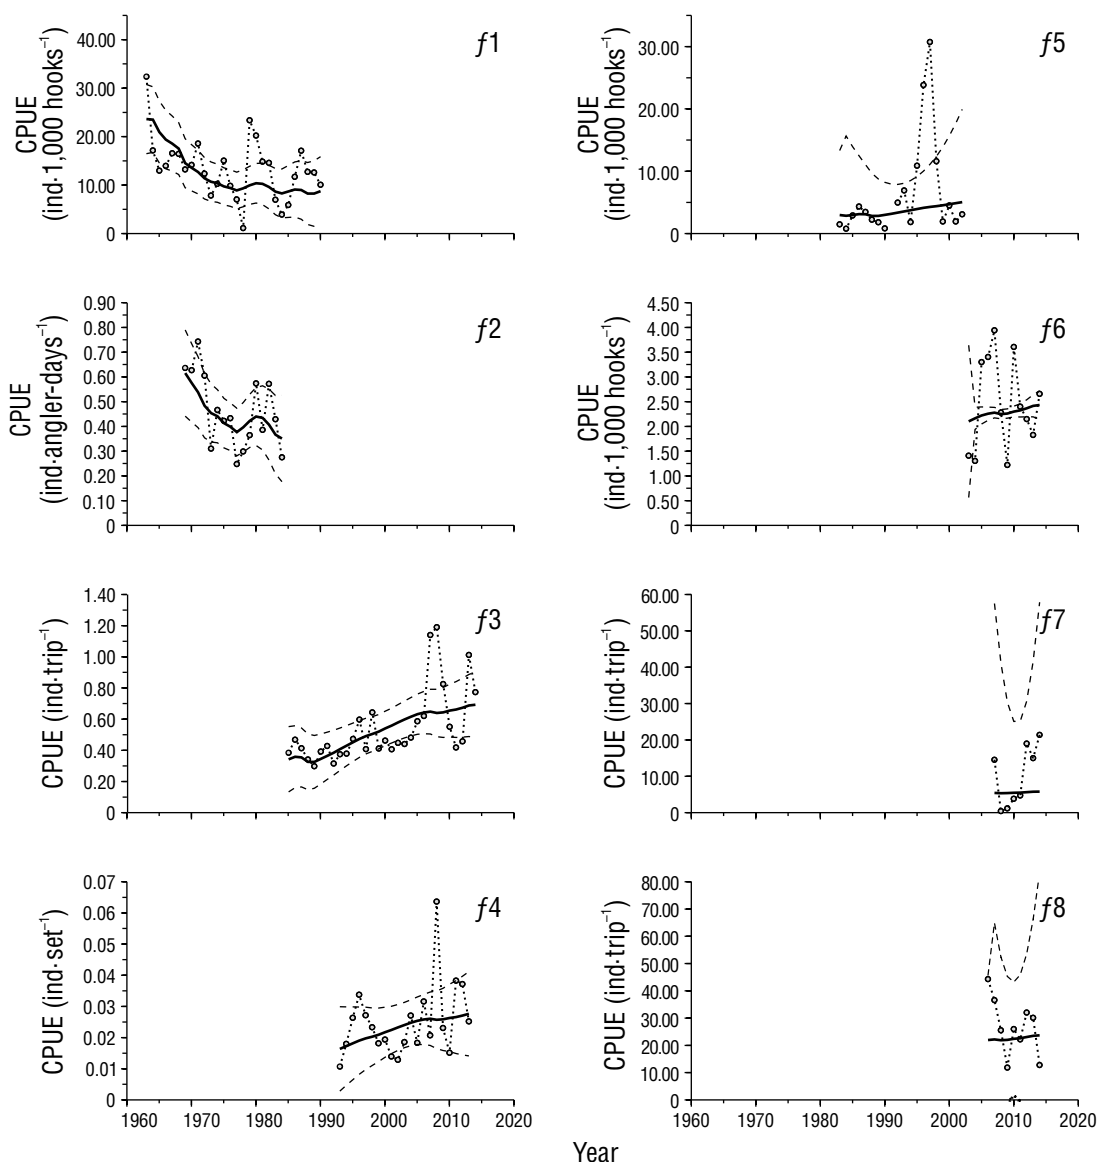 CPUE
(ind·1,000 hooks⁻¹)
40.00
30.00
20.00
10.00
0
ƒ1
CPUE
(ind·1,000 hooks⁻¹)
30.00
20.00
10.00
0
ƒ5
CPUE
(ind·angler-days⁻¹)
0.90
0.80
0.70
0.60
0.50
0.40
0.30
0.20
0.10
0
ƒ2
CPUE
(ind·1,000 hooks⁻¹)
4.50
4.00
3.50
3.00
2.50
2.00
1.50
1.00
0.50
0
ƒ6
CPUE (ind·trip⁻¹)
1.40
1.20
1.00
0.80
0.60
0.40
0.20
0
ƒ3
CPUE (ind·trip⁻¹)
60.00
50.00
40.00
30.00
20.00
10.00
0
ƒ7
CPUE (ind·set⁻¹)
0.07
0.06
0.05
0.04
0.03
0.02
0.01
0
ƒ4
1960 1970 1980 1990 2000 2010 2020
CPUE (ind·trip⁻¹)
80.00
70.00
60.00
50.00
40.00
30.00
20.00
10.00
0
ƒ8
1960 1970 1980 1990 2000 2010 2020
Year